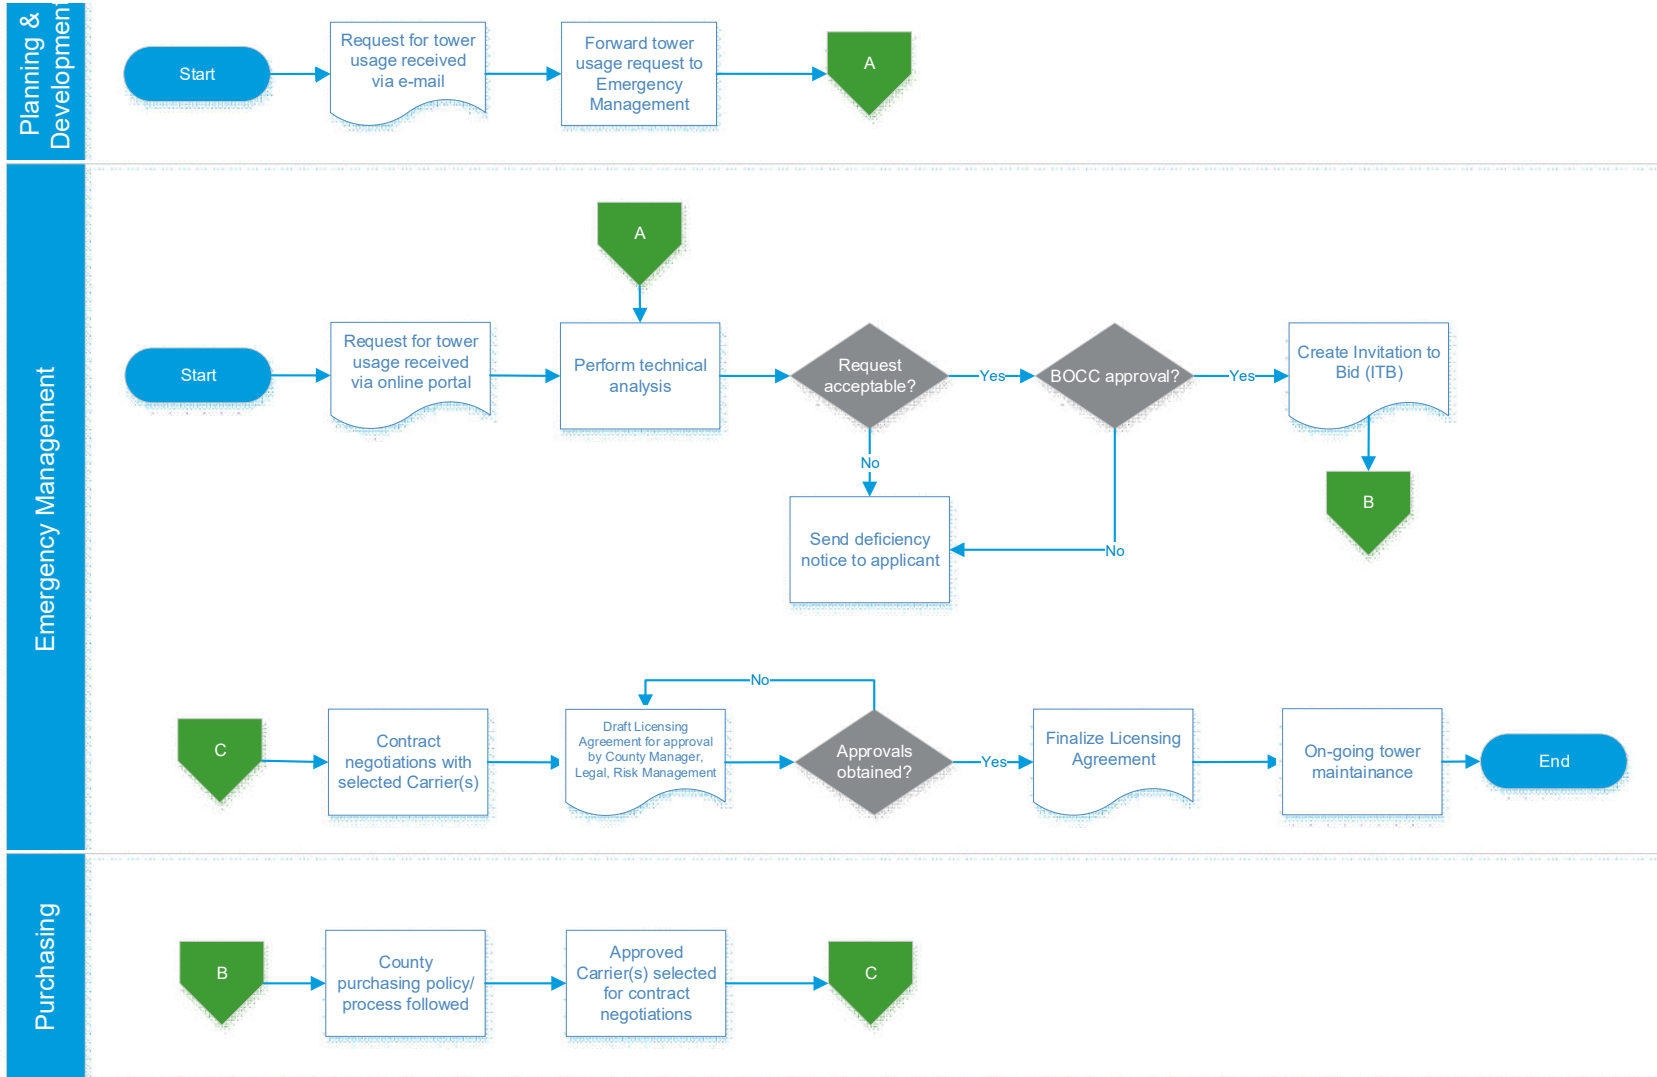 Planning &
Development
Start
Request for tower
usage received
via e-mail
Forward tower
usage request to
Emergency
Management
A
Emergency Management
A
Start
Request for tower
usage received
via online portal
Perform technical
analysis
Request
acceptable?
Yes
BOCC approval?
Yes
Create Invitation to
Bid (ITB)
No
Send deficiency
notice to applicant
No
B
C
Contract
negotiations with
selected Carrier(s)
No
Draft Licensing
Agreement for approval
by County Manager,
Legal, Risk Management
Approvals
obtained?
Yes
Finalize Licensing
Agreement
On-going tower
maintainance
End
Purchasing
B
County
purchasing policy/
process followed
Approved
Carrier(s) selected
for contract
negotiations
C